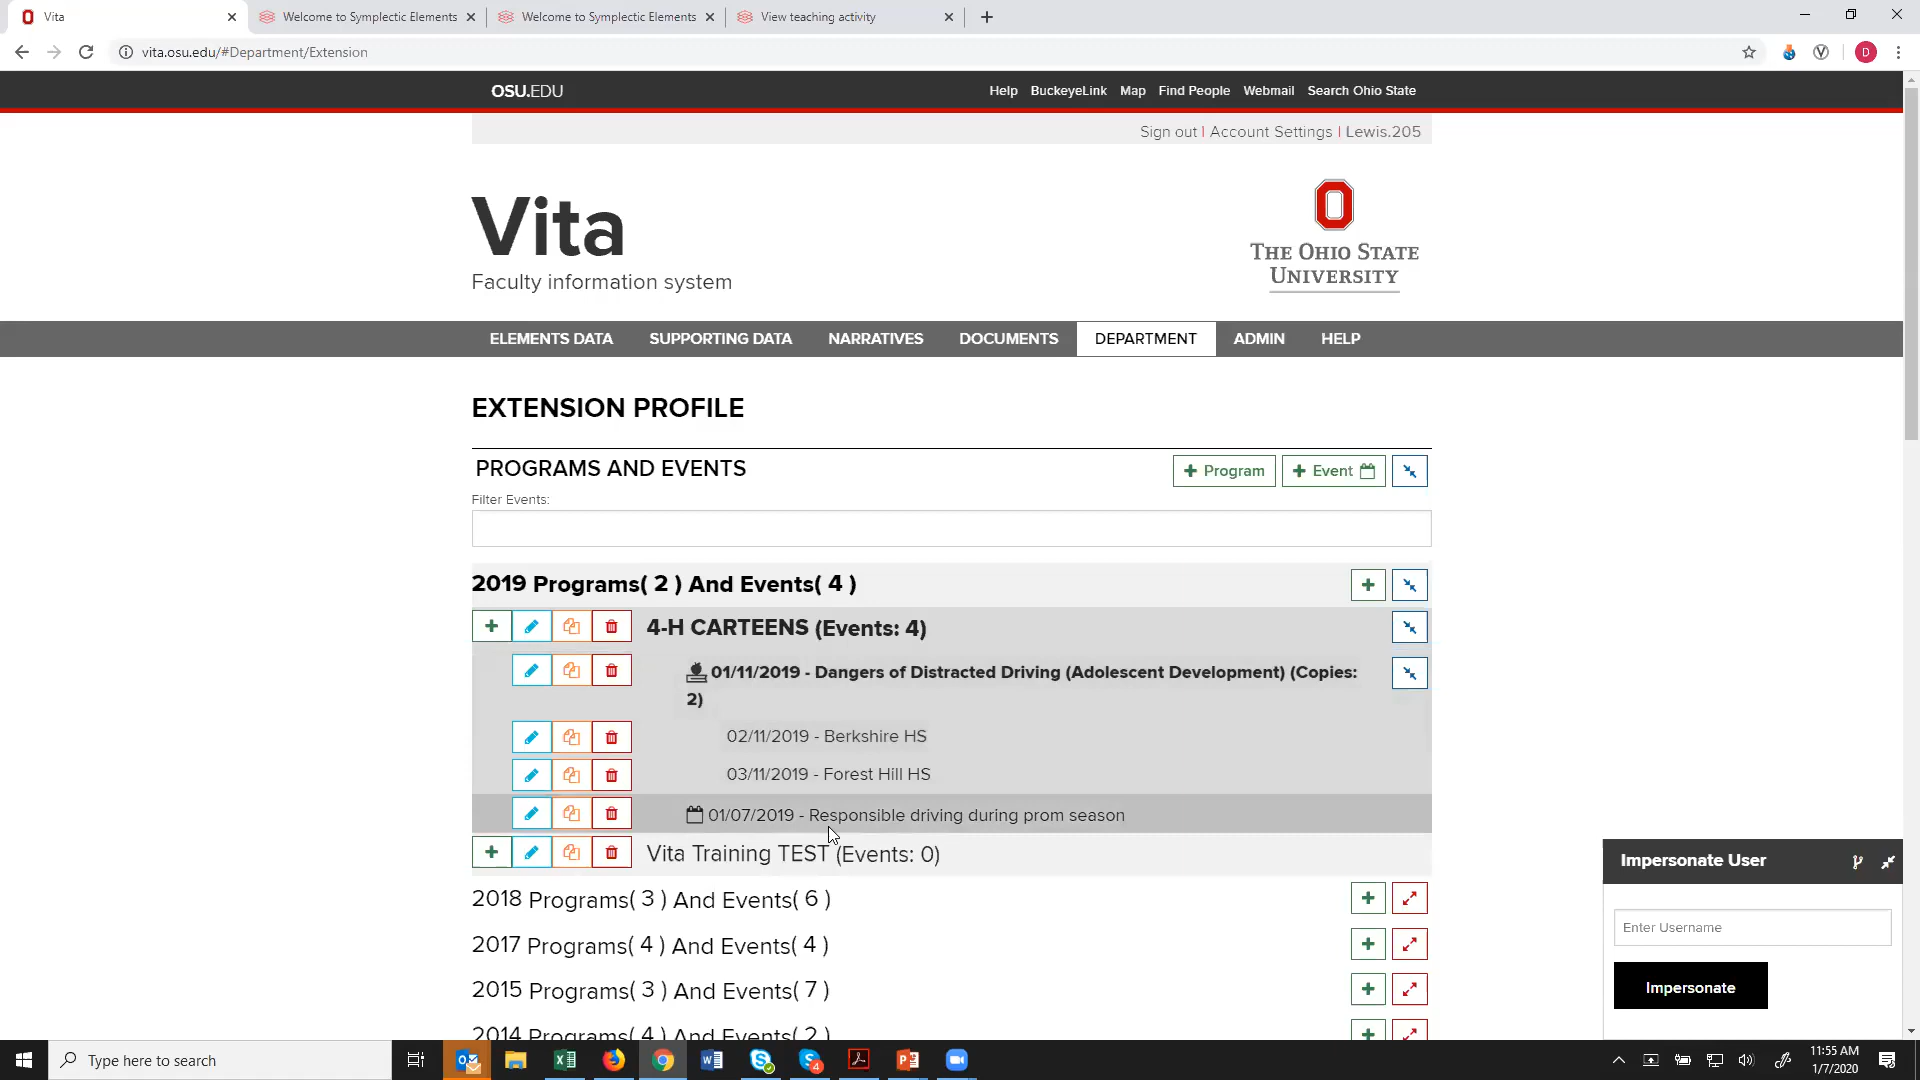 Vita
Welcome to Symplectic Elements
Welcome to Symplectic Elements
View teaching activity
vita.osu.edu/#Department/Extension
D
OSU.EDU
Help BuckeyeLink Map Find People Webmail Search Ohio State
Sign out | Account Settings | Lewis.205
Vita
Faculty information system
THE OHIO STATE
UNIVERSITY
ELEMENTS DATA SUPPORTING DATA NARRATIVES DOCUMENTS DEPARTMENT ADMIN HELP
EXTENSION PROFILE
PROGRAMS AND EVENTS
+ Program + Event
Filter Events:
2019 Programs( 2 ) And Events( 4 )
4-H CARTEENS (Events: 4)
01/11/2019 - Dangers of Distracted Driving (Adolescent Development) (Copies:
2)
02/11/2019 - Berkshire HS
03/11/2019 - Forest Hill HS
01/07/2019 - Responsible driving during prom season
Vita Training TEST (Events: 0)
2018 Programs( 3 ) And Events( 6 )
2017 Programs( 4 ) And Events( 4 )
2015 Programs( 3 ) And Events( 7 )
2014 Programs( 4 ) And Events( 2 )
Impersonate User
Enter Username
Impersonate
Type here to search
4
11:55 AM
1/7/2020